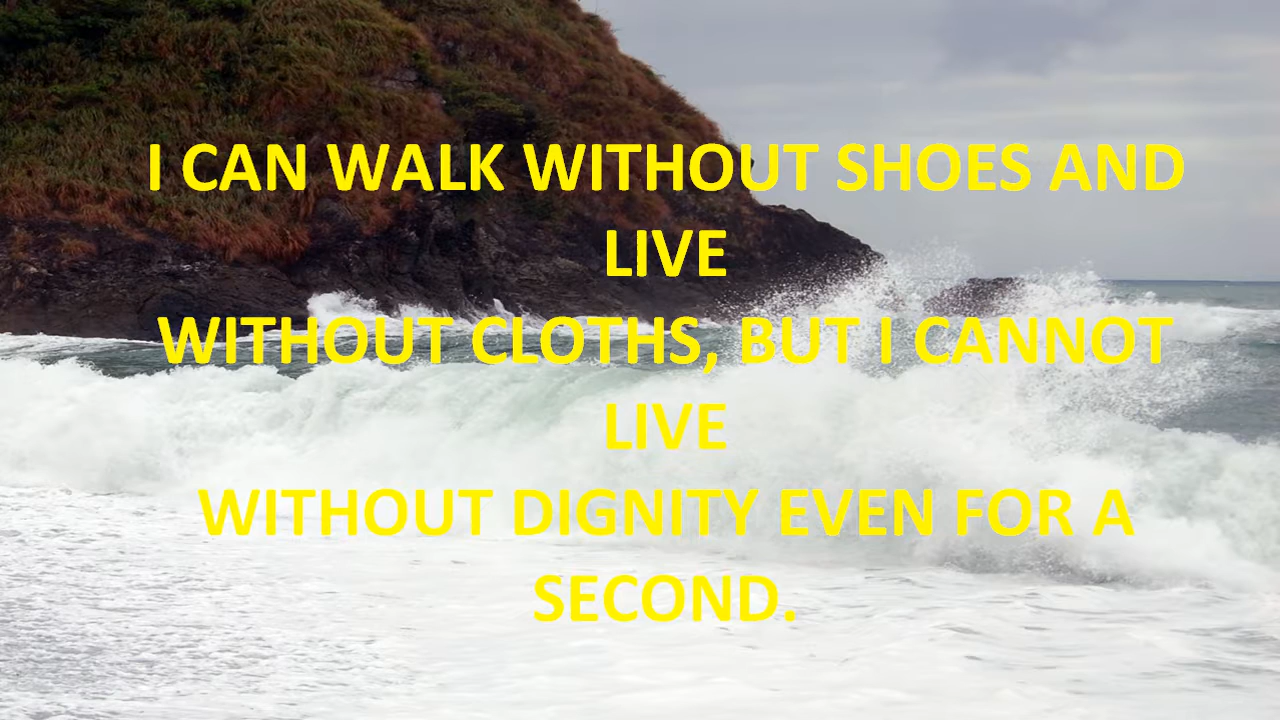 I CAN WALK WITHOUT SHOES AND
LIVE
WITHOUT CLOTHS, BUT I CANNOT
LIVE
WITHOUT DIGNITY EVEN FOR A
SECOND.